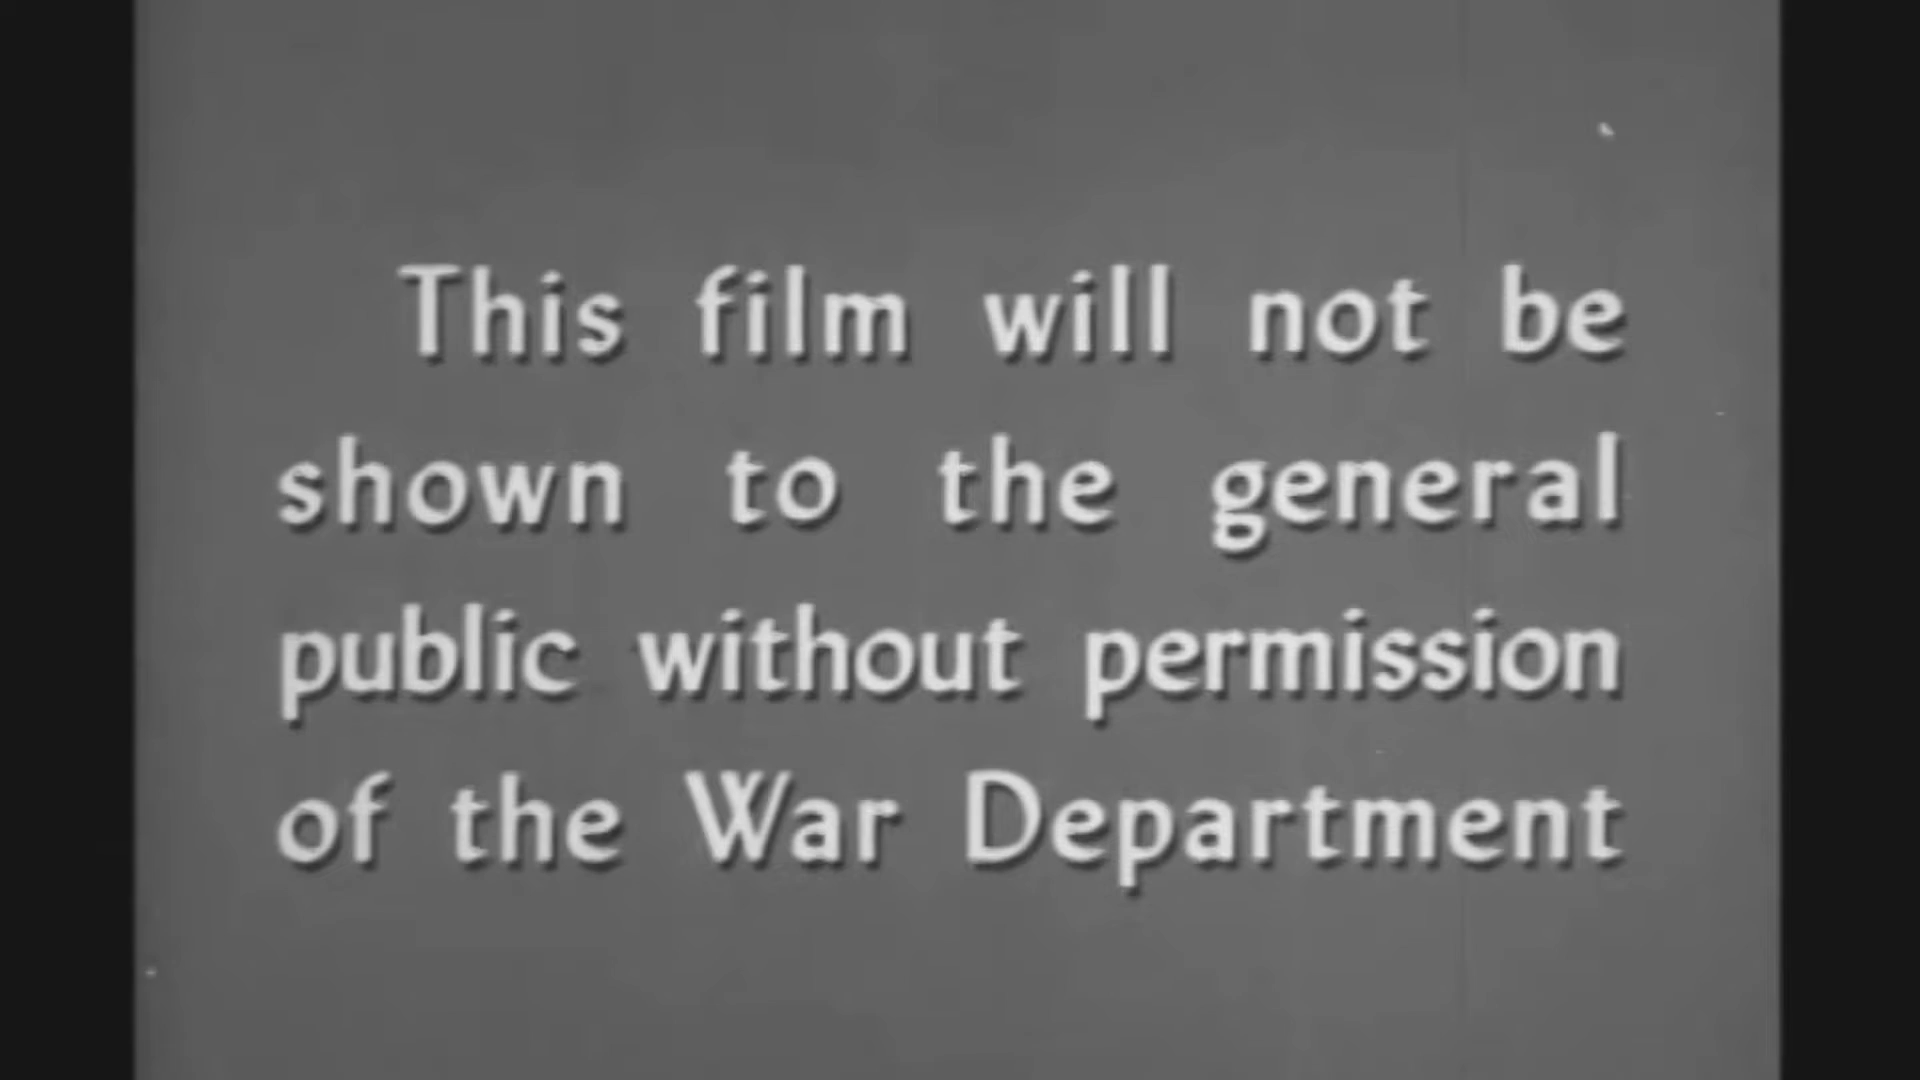 This film will not be
shown to the general
public without permission
of the War Department